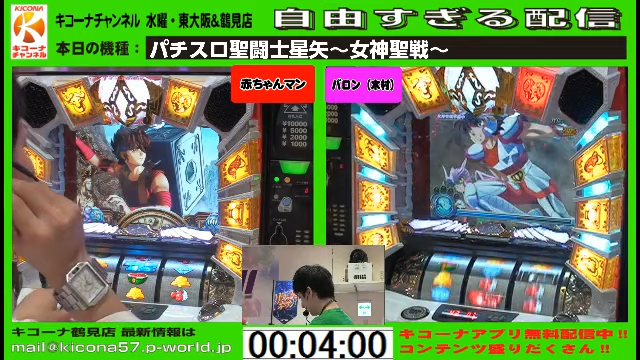 KICONA
キコーナ
チャンネル
キコーナチャンネル 水曜・東大阪&鶴見店
自由すぎる配信
本日の機種:
パチスロ聖闘士星矢~女神聖戦~
赤ちゃんマン
バロン(木村)
¥10000
5000
2000
1000
キコーナ鶴見店 最新情報は
mail@kicona57.p-world.jp
00:04:00
キコーナアプリ無料配信中!!
コンテンツ盛りだくさん!!